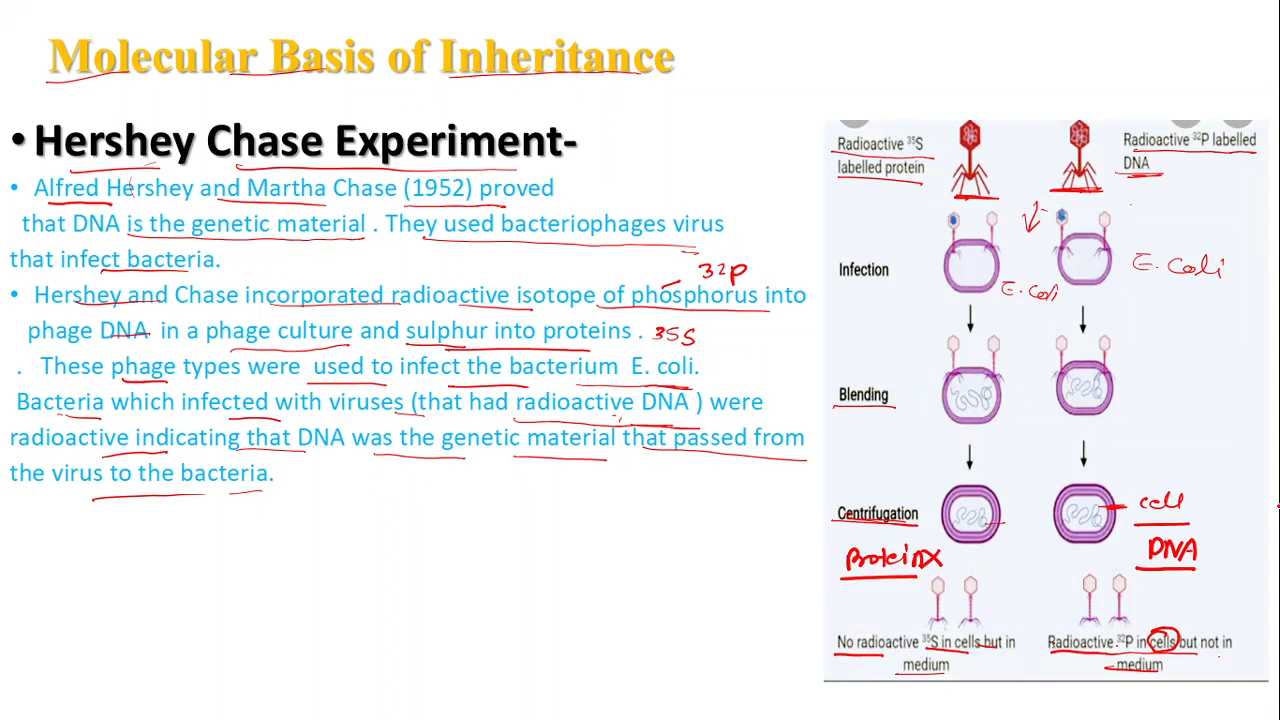 Molecular Basis of Inheritance
• Hershey Chase Experiment-
• Alfred Hershey and Martha Chase (1952) proved
that DNA is the genetic material . They used bacteriophages virus
that infect bacteria.
32P
• Hershey and Chase incorporated radioactive isotope of phosphorus into
phage DNA in a phage culture and sulphur into proteins . 35S
. These phage types were used to infect the bacterium E. coli.
Bacteria which infected with viruses (that had radioactive DNA ) were
radioactive indicating that DNA was the genetic material that passed from
the virus to the bacteria.
Radioactive ³⁵S
labelled protein
Radioactive ³²P labelled
DNA
Infection
E. Coli
E. Coli
Blending
Centrifugation
cell
Protein X
DNA
No radioactive ³⁵S in cells but in
medium
Radioactive ³²P in cells but not in
medium